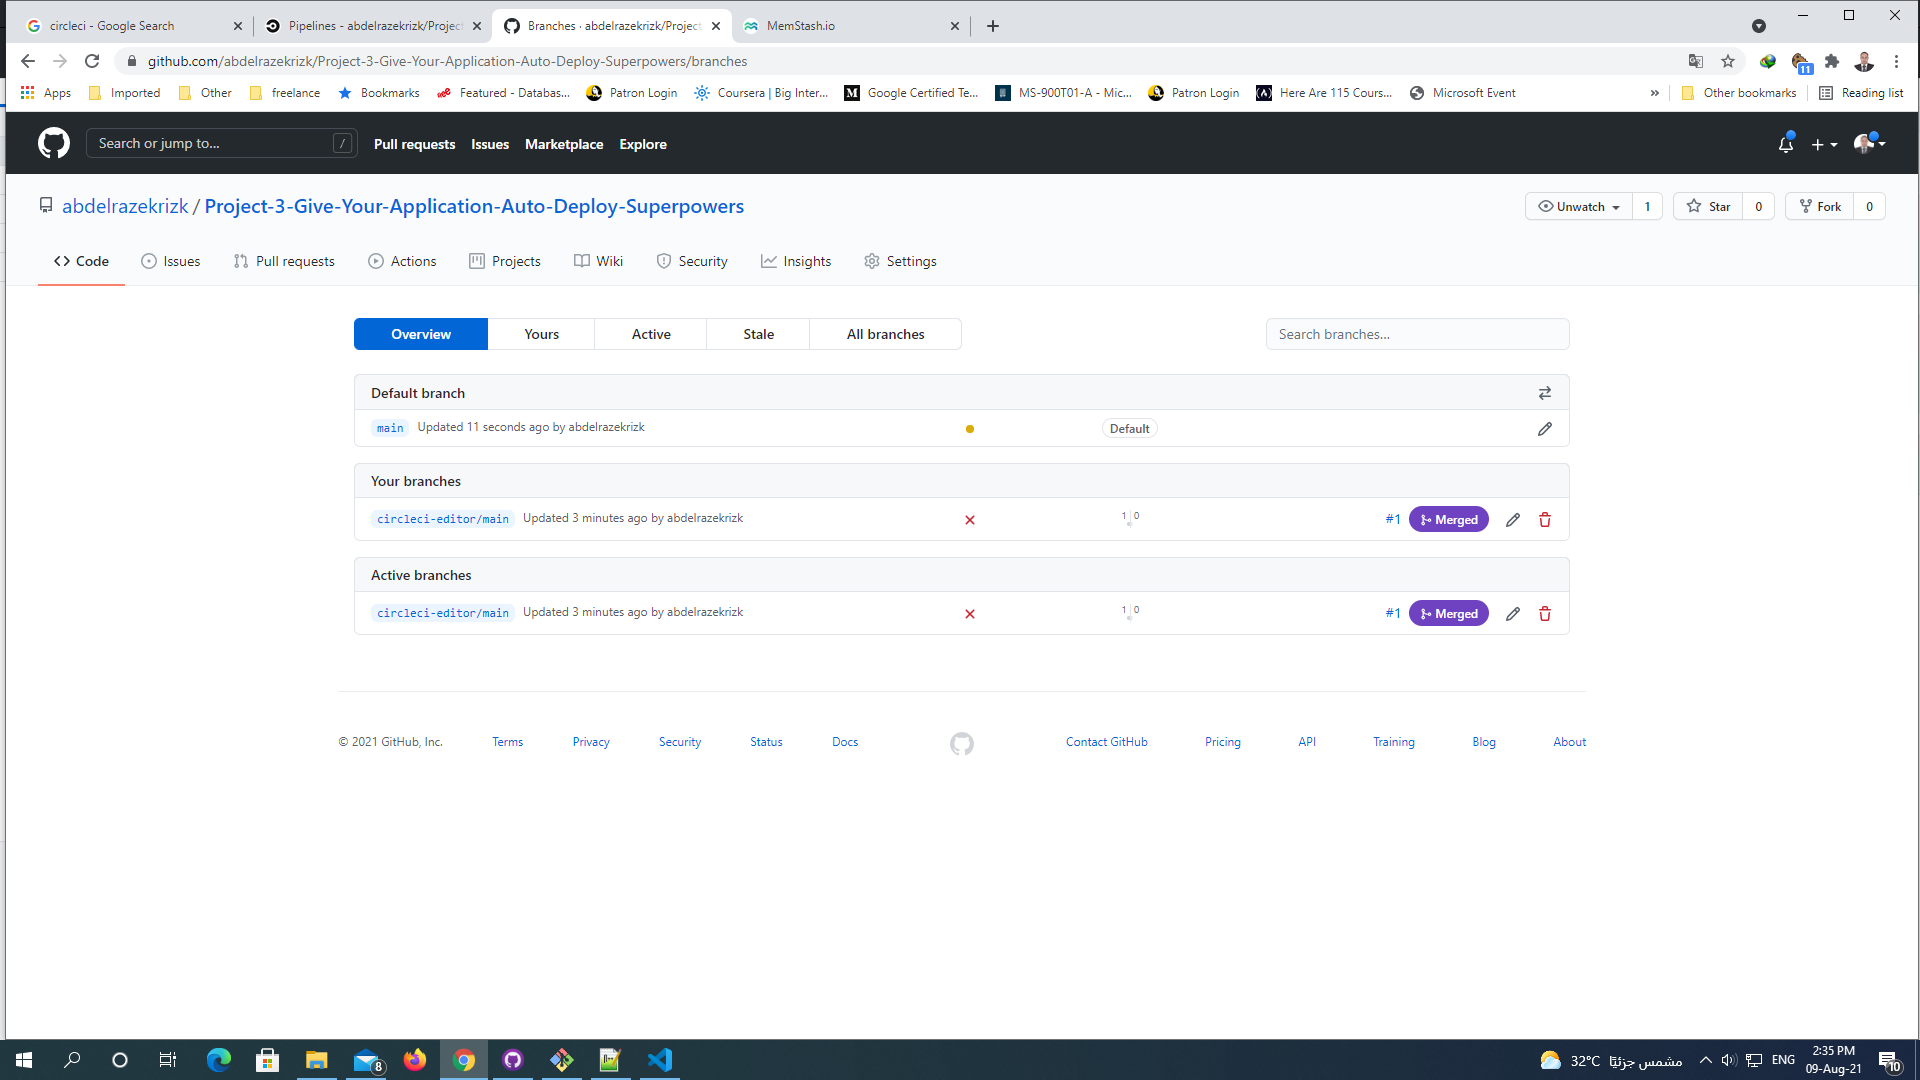 circleci - Google Search
Pipelines - abdelrazekrizk/Project
Branches · abdelrazekrizk/Project
MemStash.io
github.com/abdelrazekrizk/Project-3-Give-Your-Application-Auto-Deploy-Superpowers/branches
11
Apps
Imported
Other
freelance
Bookmarks
Featured - Databas...
Patron Login
Coursera | Big Inter...
Google Certified Te...
MS-900T01-A - Mic...
Patron Login
Here Are 115 Cours...
Microsoft Event
»
Other bookmarks
Reading list
Search or jump to...
/
Pull requests
Issues
Marketplace
Explore
abdelrazekrizk / Project-3-Give-Your-Application-Auto-Deploy-Superpowers
Unwatch 1
Star 0
Fork 0
Code
Issues
Pull requests
Actions
Projects
Wiki
Security
Insights
Settings
Overview
Yours
Active
Stale
All branches
Search branches...
Default branch
main Updated 11 seconds ago by abdelrazekrizk Default
Your branches
circleci-editor/main Updated 3 minutes ago by abdelrazekrizk 1 0 #1 Merged
Active branches
circleci-editor/main Updated 3 minutes ago by abdelrazekrizk 1 0 #1 Merged
© 2021 GitHub, Inc.
Terms
Privacy
Security
Status
Docs
Contact GitHub
Pricing
API
Training
Blog
About
8
32°C مشمس جزئيًا
ENG
2:35 PM
09-Aug-21
10